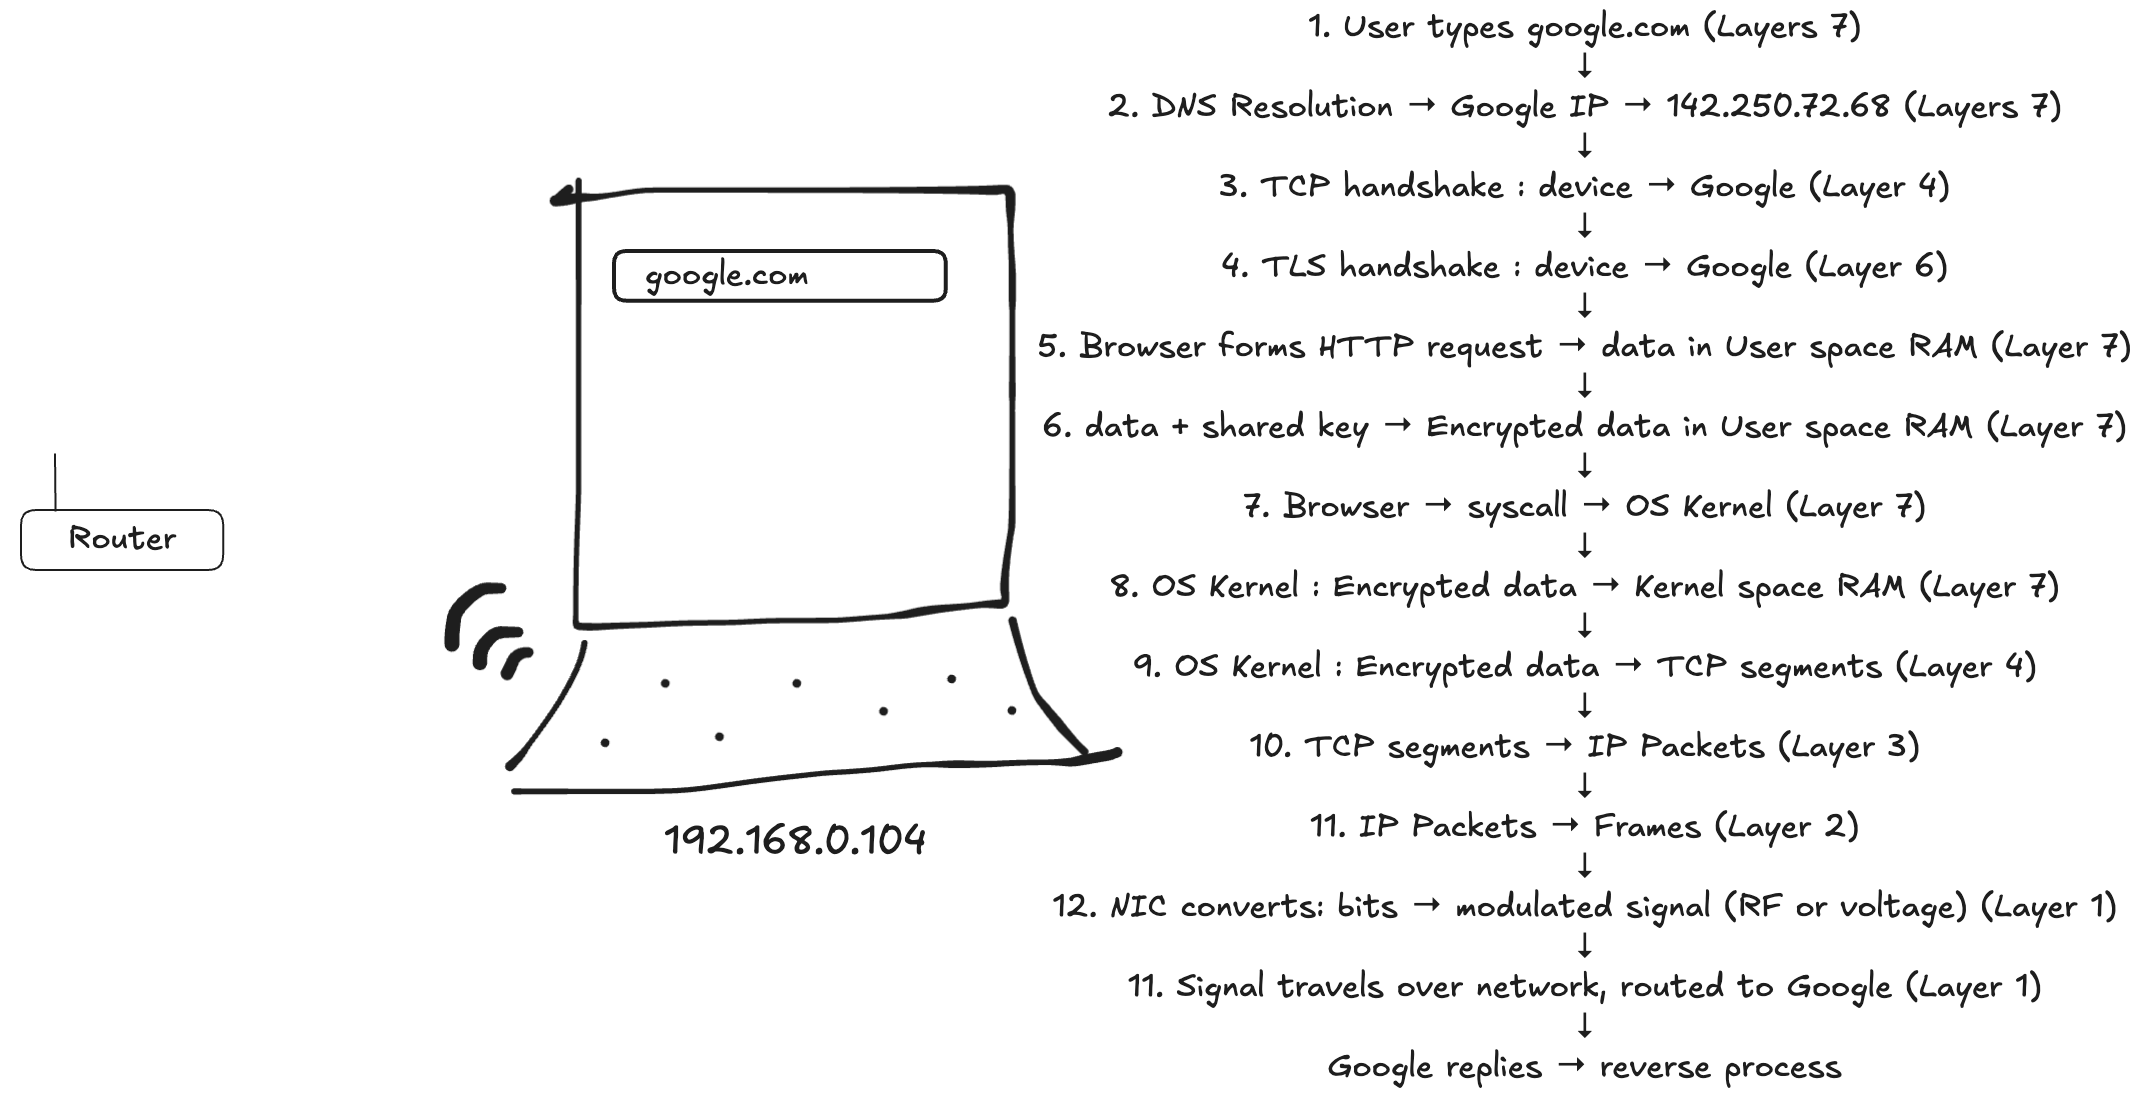 1. User types google.com (Layers 7)
↓
2. DNS Resolution → Google IP → 142.250.72.68 (Layers 7)
↓
3. TCP handshake : device → Google (Layer 4)
↓
4. TLS handshake : device → Google (Layer 6)
↓
5. Browser forms HTTP request → data in User space RAM (Layer 7)
↓
6. data + shared key → Encrypted data in User space RAM (Layer 7)
↓
7. Browser → syscall → OS Kernel (Layer 7)
↓
8. OS Kernel : Encrypted data → Kernel space RAM (Layer 7)
↓
9. OS Kernel : Encrypted data → TCP segments (Layer 4)
↓
10. TCP segments → IP Packets (Layer 3)
↓
11. IP Packets → Frames (Layer 2)
↓
12. NIC converts: bits → modulated signal (RF or voltage) (Layer 1)
↓
11. Signal travels over network, routed to Google (Layer 1)
↓
Google replies → reverse process
google.com
Router
192.168.0.104